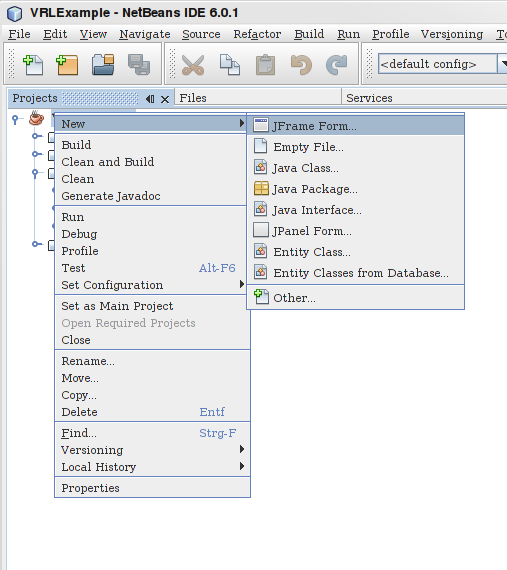 VRLExample - NetBeans IDE 6.0.1
File Edit View Navigate Source Refactor Build Run Profile Versioning
<default config>
Projects Files Services
New
Build
Clean and Build
Clean
Generate Javadoc
Run
Debug
Profile
Test Alt-F6
Set Configuration
Set as Main Project
Open Required Projects
Close
Rename...
Move...
Copy...
Delete Entf
Find... Strg-F
Versioning
Local History
Properties
JFrame Form...
Empty File...
Java Class...
Java Package...
Java Interface...
JPanel Form...
Entity Class...
Entity Classes from Database...
Other...